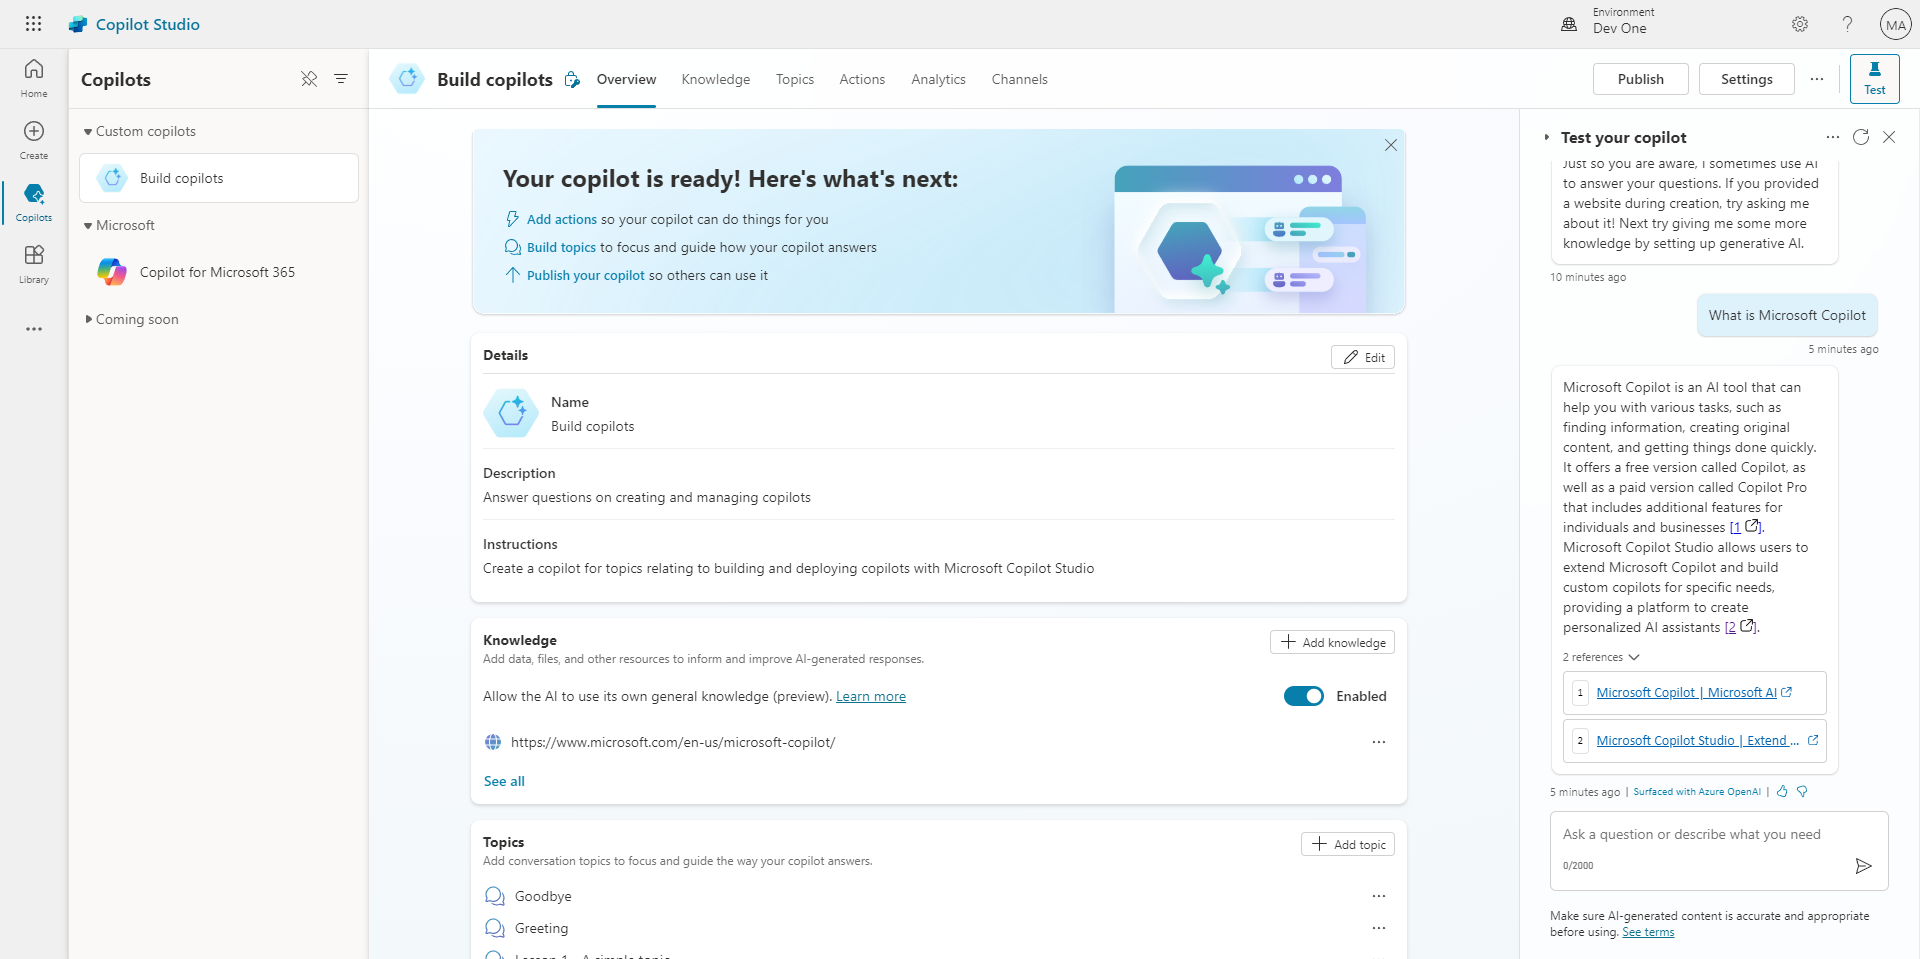 Copilot Studio
Environment
Dev One
MA
Home
Create
Copilots
Library
Copilots
Custom copilots
Build copilots
Microsoft
Copilot for Microsoft 365
Coming soon
Build copilots
Overview
Knowledge
Topics
Actions
Analytics
Channels
Publish
Settings
Test
Your copilot is ready! Here's what's next:
Add actions so your copilot can do things for you
Build topics to focus and guide how your copilot answers
Publish your copilot so others can use it
Details
Edit
Name
Build copilots
Description
Answer questions on creating and managing copilots
Instructions
Create a copilot for topics relating to building and deploying copilots with Microsoft Copilot Studio
Knowledge
Add data, files, and other resources to inform and improve AI-generated responses.
Add knowledge
Allow the AI to use its own general knowledge (preview). Learn more
Enabled
https://www.microsoft.com/en-us/microsoft-copilot/
See all
Topics
Add conversation topics to focus and guide the way your copilot answers.
Add topic
Goodbye
Greeting
Lesson 1 - A simple topic
Test your copilot
Just so you are aware, I sometimes use AI
to answer your questions. If you provided
a website during creation, try asking me
about it! Next try giving me some more
knowledge by setting up generative AI.
10 minutes ago
What is Microsoft Copilot
5 minutes ago
Microsoft Copilot is an AI tool that can
help you with various tasks, such as
finding information, creating original
content, and getting things done quickly.
It offers a free version called Copilot, as
well as a paid version called Copilot Pro
that includes additional features for
individuals and businesses [1].
Microsoft Copilot Studio allows users to
extend Microsoft Copilot and build
custom copilots for specific needs,
providing a platform to create
personalized AI assistants [2].
2 references
1 Microsoft Copilot | Microsoft AI
2 Microsoft Copilot Studio | Extend ...
5 minutes ago | Surfaced with Azure OpenAI |
Ask a question or describe what you need
0/2000
Make sure AI-generated content is accurate and appropriate
before using. See terms